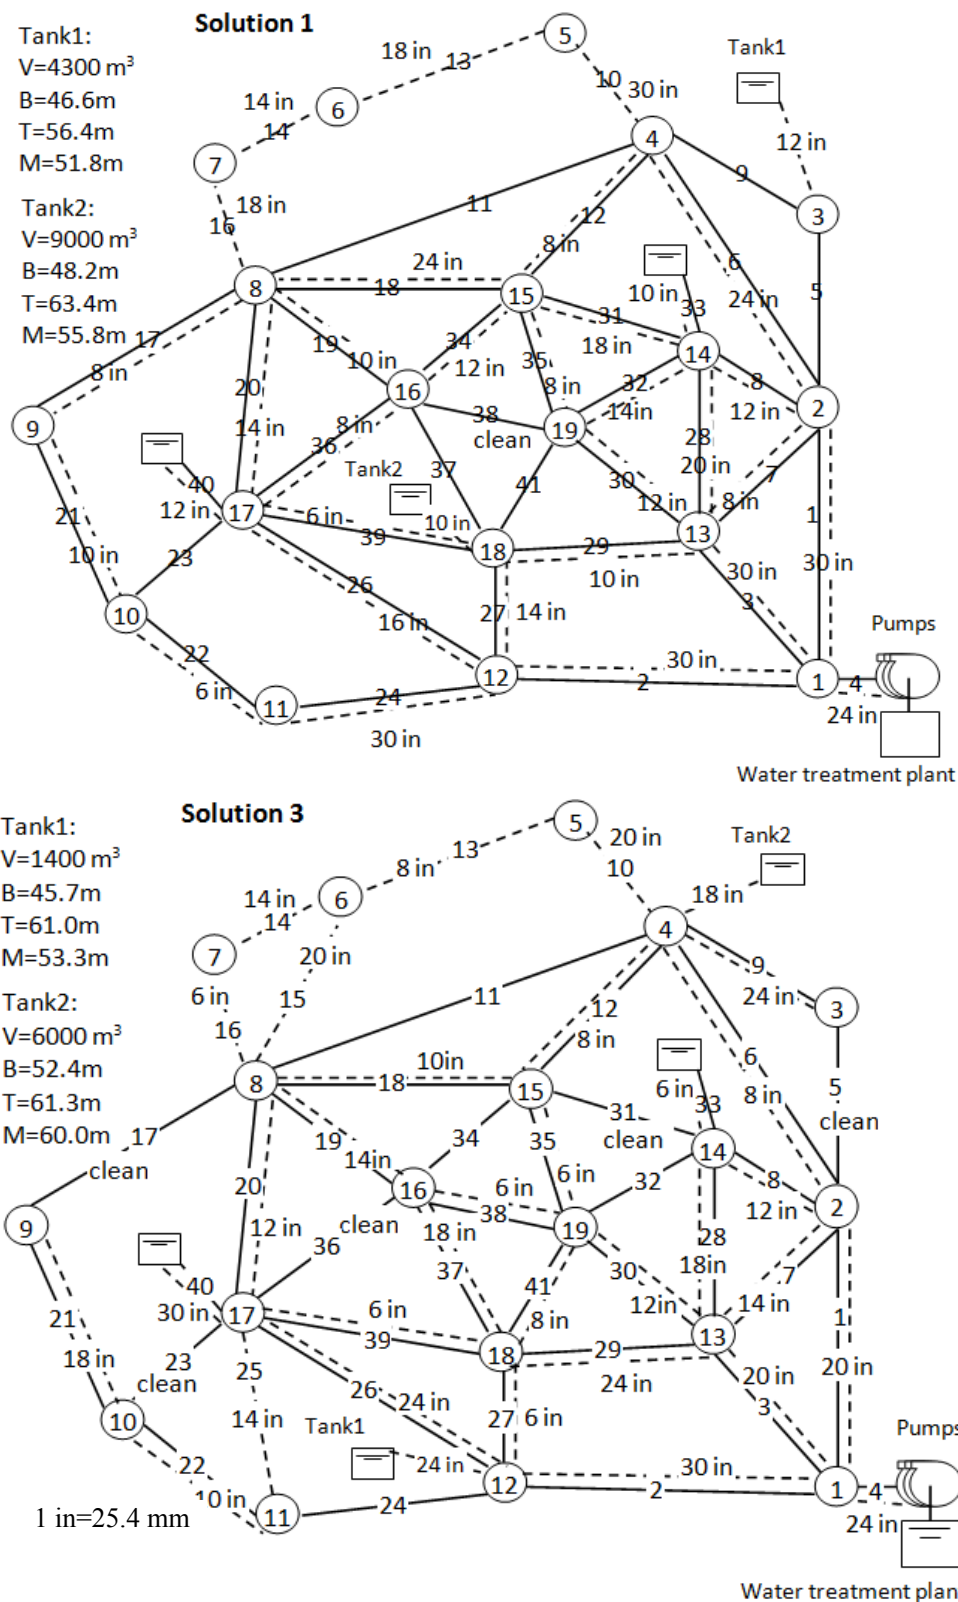 Solution 1
Tank1:
V=4300 m³
B=46.6m
T=56.4m
M=51.8m
Tank2:
V=9000 m³
B=48.2m
T=63.4m
M=55.8m
5
18 in
13
10
30 in
Tank1
14 in
14
6
4
12 in
7
9
18 in
16
11
12
3
8 in
24 in
6
8
18
15
10 in
33
24 in
5
17
31
19
34
18 in
14
8 in
10 in
12 in
35
8
20
16
8 in
32
12 in
2
14in
9
14 in
8 in
38
19
36
clean
28
Tank2
20 in
40
37
41
30
7
12 in
17
6 in
10 in
12 in
8 in
1
21
39
18
29
13
10 in
23
26
10 in
30 in
30 in
3
10
16 in
27
14 in
Pumps
22
30 in
6 in
12
2
1
4
11
24
24 in
30 in
Water treatment plant
Solution 3
Tank1:
V=1400 m³
B=45.7m
T=61.0m
M=53.3m
Tank2:
V=6000 m³
B=52.4m
T=61.3m
M=60.0m
5
20 in
Tank2
13
8 in
10
14 in
14
6
18 in
4
7
20 in
9
6 in
15
11
24 in
3
16
12
8 in
6
10in
8
18
15
6 in
33
8 in
5
17
31
clean
clean
19
34
35
clean
14
14in
20
16
6 in
6 in
32
8
12 in
2
9
12 in
clean
18 in
38
19
28
36
18in
40
37
41
30
7
30 in
17
6 in
8 in
12in
14 in
1
21
39
18
29
13
18 in
23
25
24 in
20 in
20 in
clean
26
24 in
3
10
14 in
Tank1
27
6 in
Pumps
22
24 in
30 in
10 in
12
2
1
4
11
24
24 in
1 in=25.4 mm
Water treatment plan